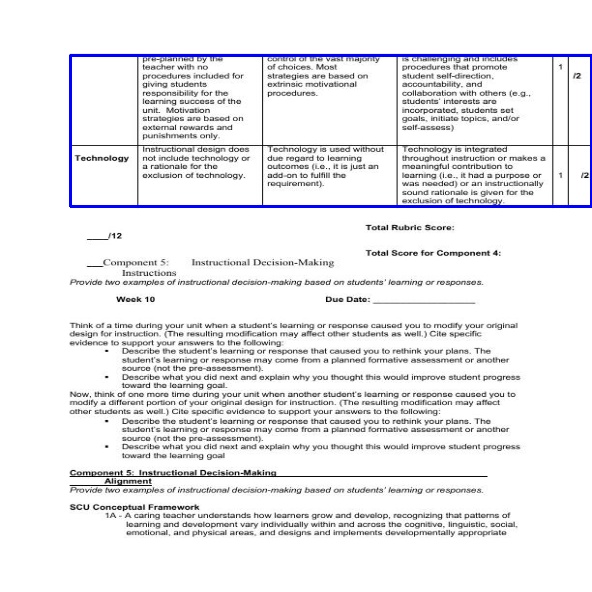 pre-planned by the
teacher with no
procedures included for
giving students
responsibility for the
learning success of the
unit. Motivation
strategies are based on
external rewards and
punishments only.
control of the vast majority
of choices. Most
strategies are based on
extrinsic motivational
procedures.
is challenging and includes
procedures that promote
student self-direction,
accountability, and
collaboration with others (e.g.,
students' interests are
incorporated, students set
goals, initiate topics, and/or
self-assess)
1
/2
Technology
Instructional design does
not include technology or
a rationale for the
exclusion of technology.
Technology is used without
due regard to learning
outcomes (i.e., it is just an
add-on to fulfill the
requirement).
Technology is integrated
throughout instruction or makes a
meaningful contribution to
learning (i.e., it had a purpose or
was needed) or an instructionally
sound rationale is given for the
exclusion of technology.
1
/2
Total Rubric Score:
____/12
Total Score for Component 4:
___Component 5: Instructional Decision-Making
Instructions
Provide two examples of instructional decision-making based on students' learning or responses.
Week 10 Due Date: ____________________
Think of a time during your unit when a student's learning or response caused you to modify your original
design for instruction. (The resulting modification may affect other students as well.) Cite specific
evidence to support your answers to the following:
• Describe the student's learning or response that caused you to rethink your plans. The
student's learning or response may come from a planned formative assessment or another
source (not the pre-assessment).
• Describe what you did next and explain why you thought this would improve student progress
toward the learning goal.
Now, think of one more time during your unit when another student's learning or response caused you to
modify a different portion of your original design for instruction. (The resulting modification may affect
other students as well.) Cite specific evidence to support your answers to the following:
• Describe the student's learning or response that caused you to rethink your plans. The
student's learning or response may come from a planned formative assessment or another
source (not the pre-assessment).
• Describe what you did next and explain why you thought this would improve student progress
toward the learning goal
Component 5: Instructional Decision-Making
Alignment
Provide two examples of instructional decision-making based on students' learning or responses.
SCU Conceptual Framework
1A - A caring teacher understands how learners grow and develop, recognizing that patterns of
learning and development vary individually within and across the cognitive, linguistic, social,
emotional, and physical areas, and designs and implements developmentally appropriate